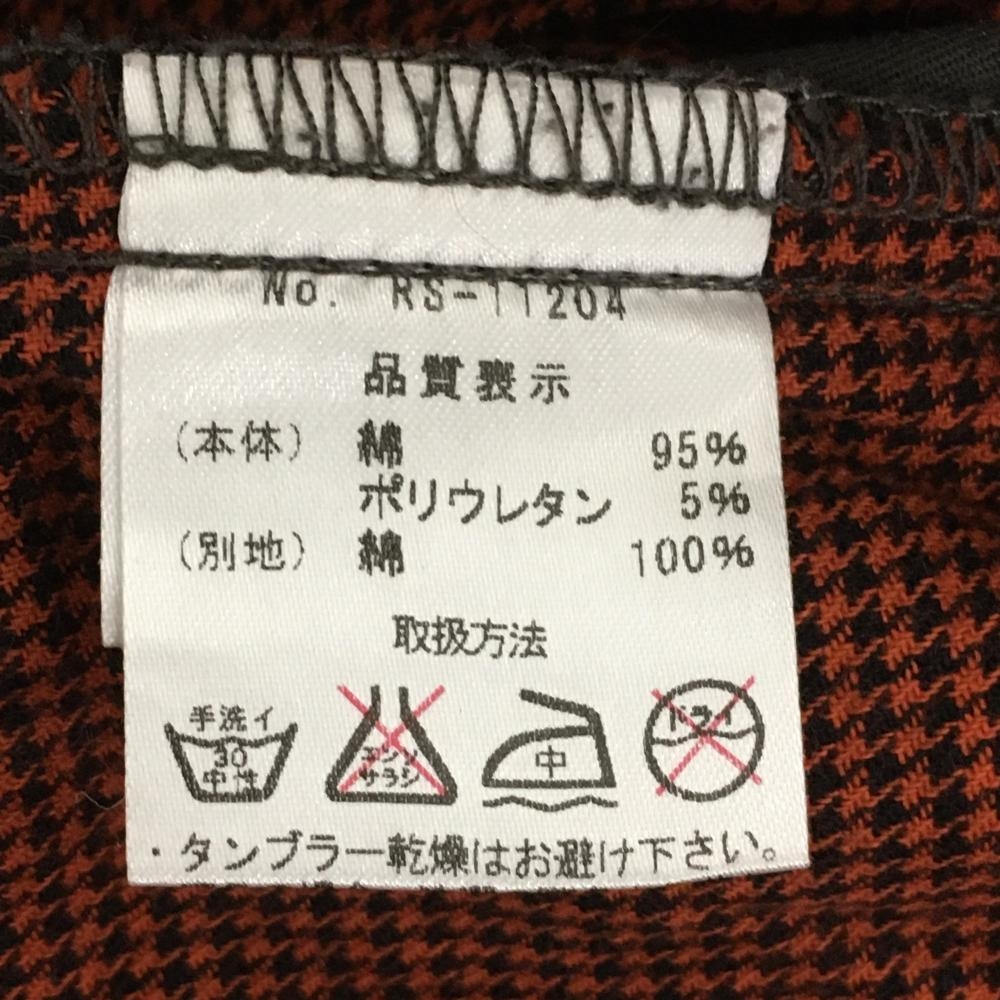 No. RS-11204
品質表示
(本体) 綿 95%
ポリウレタン 5%
(別地) 綿 100%
取扱方法
手洗イ
30
中性
エンソ
サラシ
中
ドライ
・タンブラー乾燥はお避け下さい。